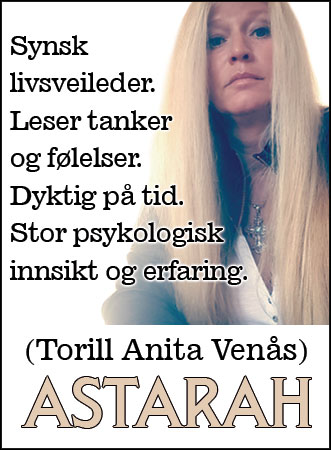 Synsk
livsveileder.
Leser tanker
og følelser.
Dyktig på tid.
Stor psykologisk
innsikt og erfaring.
(Torill Anita Venås)
ASTARAH